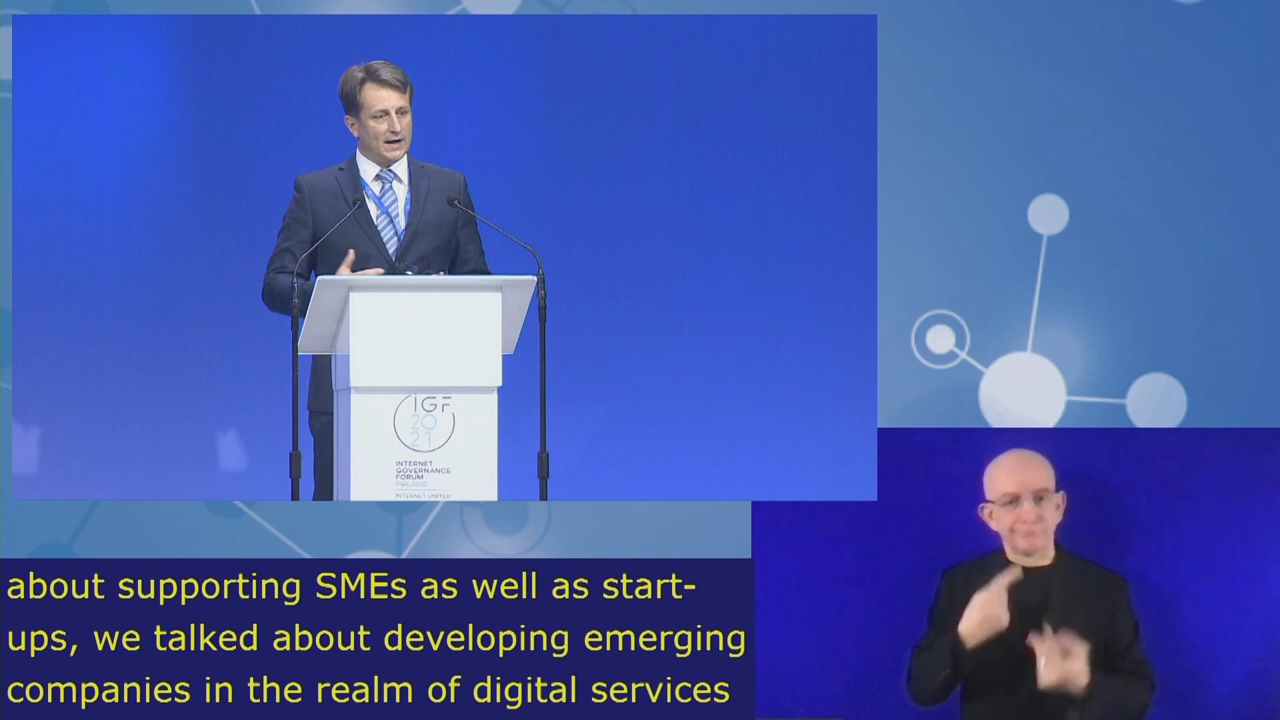 IGF
20
21
INTERNET
GOVERNANCE
FORUM
POLAND
INTERNET UNITED
about supporting SMEs as well as start-
ups, we talked about developing emerging
companies in the realm of digital services